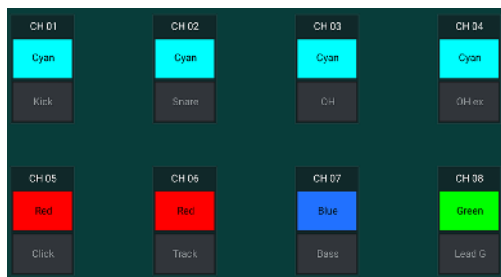 CH 01 CH 02 CH 03 CH 04
Cyan Cyan Cyan Cyan
Kick Snare OH OH ex
CH 05 CH 06 CH 07 CH 08
Red Red Blue Green
Click Track Bass Lead G